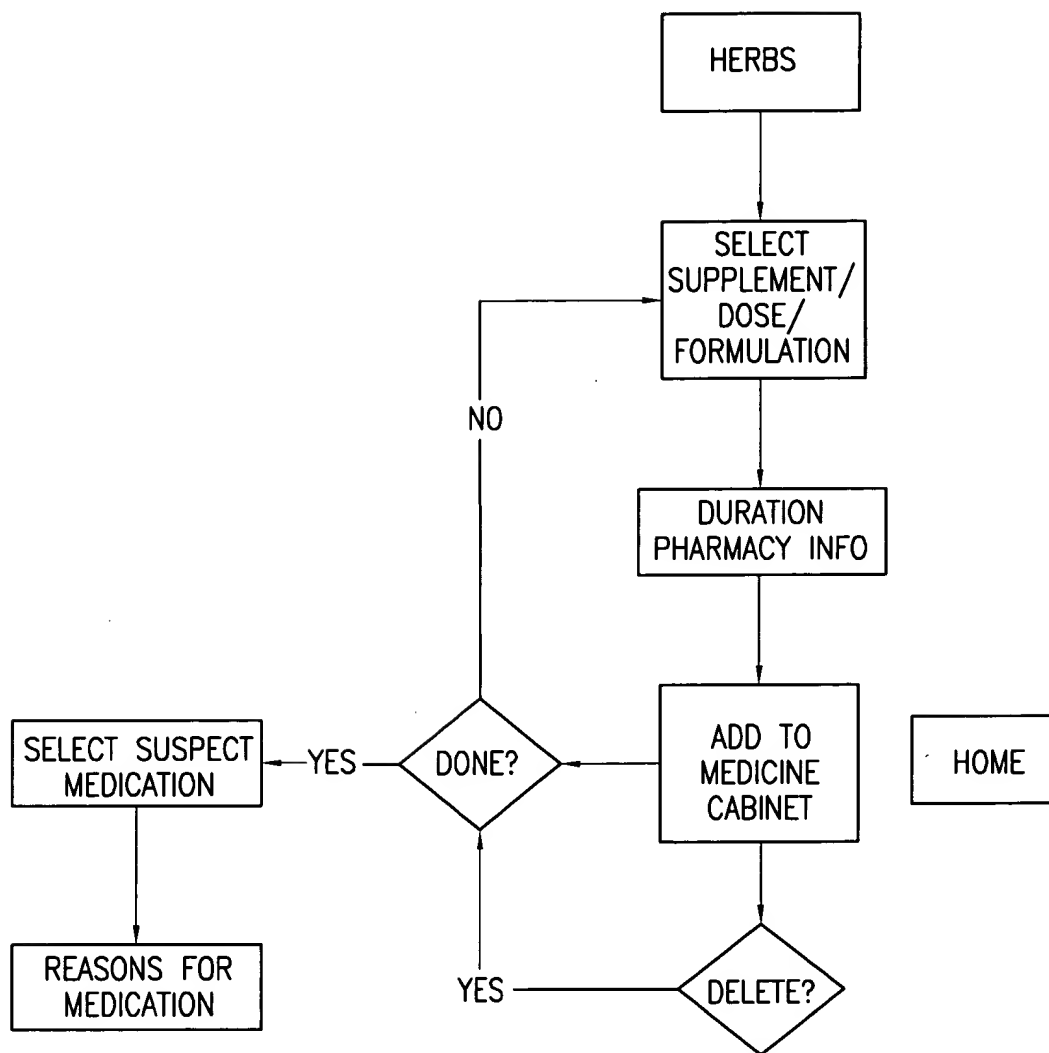 HERBS
SELECT
SUPPLEMENT/
DOSE/
FORMULATION
NO
DURATION
PHARMACY INFO
SELECT SUSPECT
MEDICATION
YES
DONE?
ADD TO
MEDICINE
CABINET
HOME
REASONS FOR
MEDICATION
YES
DELETE?